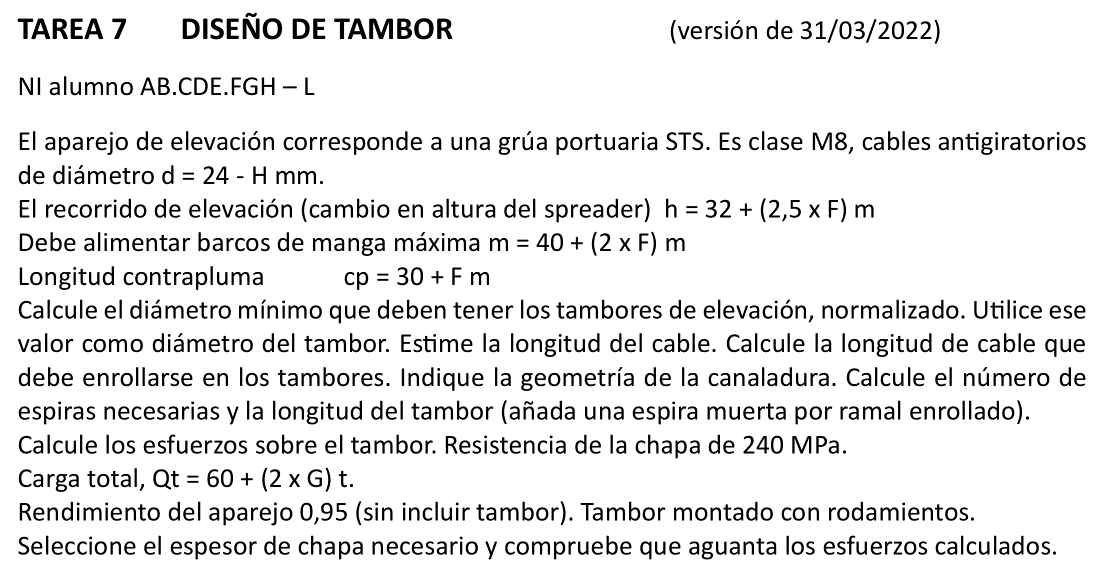 TAREA 7 DISEÑO DE TAMBOR (versión de 31/03/2022)
NI alumno AB.CDE.FGH – L
El aparejo de elevación corresponde a una grúa portuaria STS. Es clase M8, cables antigiratorios
de diámetro d = 24 - H mm.
El recorrido de elevación (cambio en altura del spreader) h = 32 + (2,5 x F) m
Debe alimentar barcos de manga máxima m = 40 + (2 x F) m
Longitud contrapluma cp = 30 + F m
Calcule el diámetro mínimo que deben tener los tambores de elevación, normalizado. Utilice ese
valor como diámetro del tambor. Estime la longitud del cable. Calcule la longitud de cable que
debe enrollarse en los tambores. Indique la geometría de la canaladura. Calcule el número de
espiras necesarias y la longitud del tambor (añada una espira muerta por ramal enrollado).
Calcule los esfuerzos sobre el tambor. Resistencia de la chapa de 240 MPa.
Carga total, Qt = 60 + (2 x G) t.
Rendimiento del aparejo 0,95 (sin incluir tambor). Tambor montado con rodamientos.
Seleccione el espesor de chapa necesario y compruebe que aguanta los esfuerzos calculados.